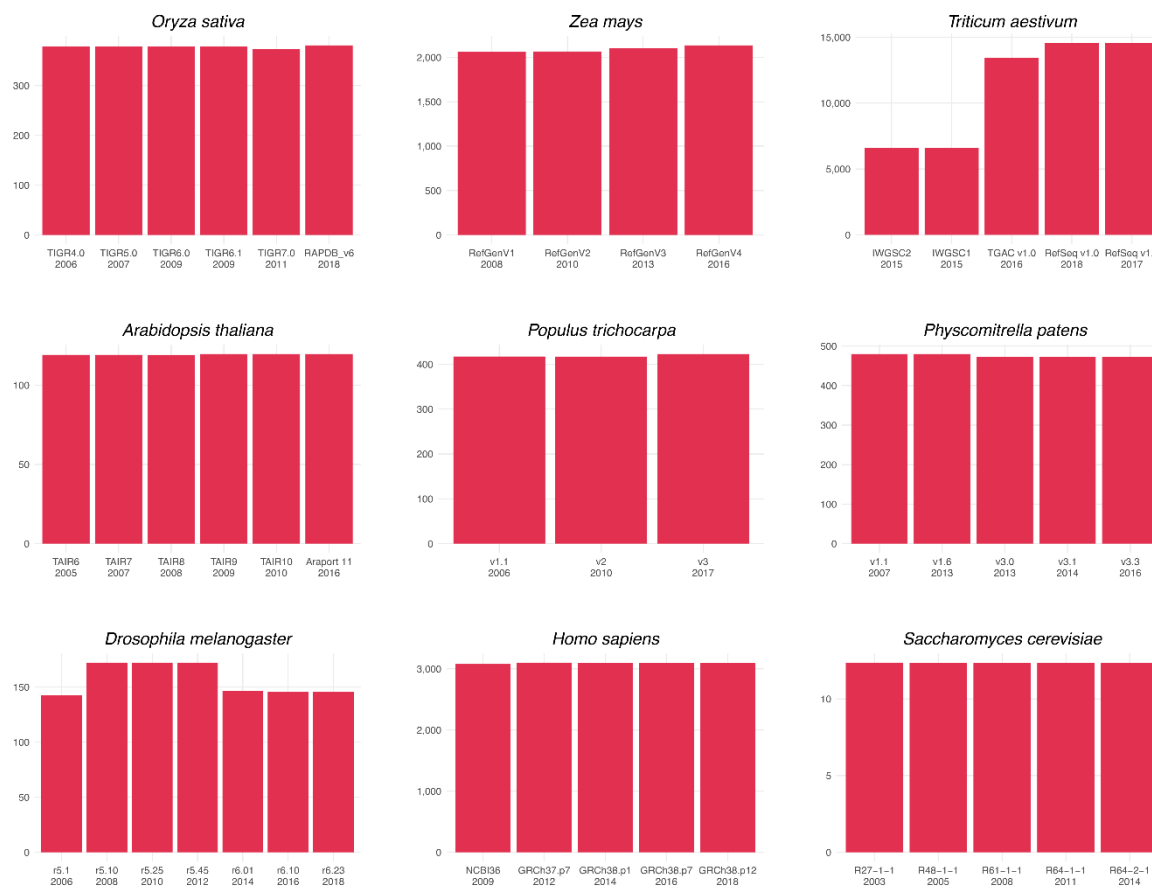 Oryza sativa
300
200
100
0
TIGR4.0 TIGR5.0 TIGR6.0 TIGR6.1 TIGR7.0 RAPDB_v6
2006 2007 2009 2009 2011 2018
Zea mays
2,000
1,500
1,000
500
0
RefGenV1 RefGenV2 RefGenV3 RefGenV4
2008 2010 2013 2016
Triticum aestivum
15,000
10,000
5,000
0
IWGSC2 IWGSC1 TGAC v1.0 RefSeq v1.0 RefSeq v1.
2015 2015 2016 2018 2017
Arabidopsis thaliana
100
50
0
TAIR6 TAIR7 TAIR8 TAIR9 TAIR10 Araport 11
2005 2007 2008 2009 2010 2016
Populus trichocarpa
400
300
200
100
0
v1.1 v2 v3
2006 2010 2017
Physcomitrella patens
500
400
300
200
100
0
v1.1 v1.6 v3.0 v3.1 v3.3
2007 2013 2013 2014 2016
Drosophila melanogaster
150
100
50
0
r5.1 r5.10 r5.25 r5.45 r6.01 r6.10 r6.23
2006 2008 2010 2012 2014 2016 2018
Homo sapiens
3,000
2,000
1,000
0
NCBI36 GRCh37.p7 GRCh38.p1 GRCh38.p7 GRCh38.p12
2009 2012 2014 2016 2018
Saccharomyces cerevisiae
10
5
0
R27-1-1 R48-1-1 R61-1-1 R64-1-1 R64-2-1
2003 2005 2008 2011 2014